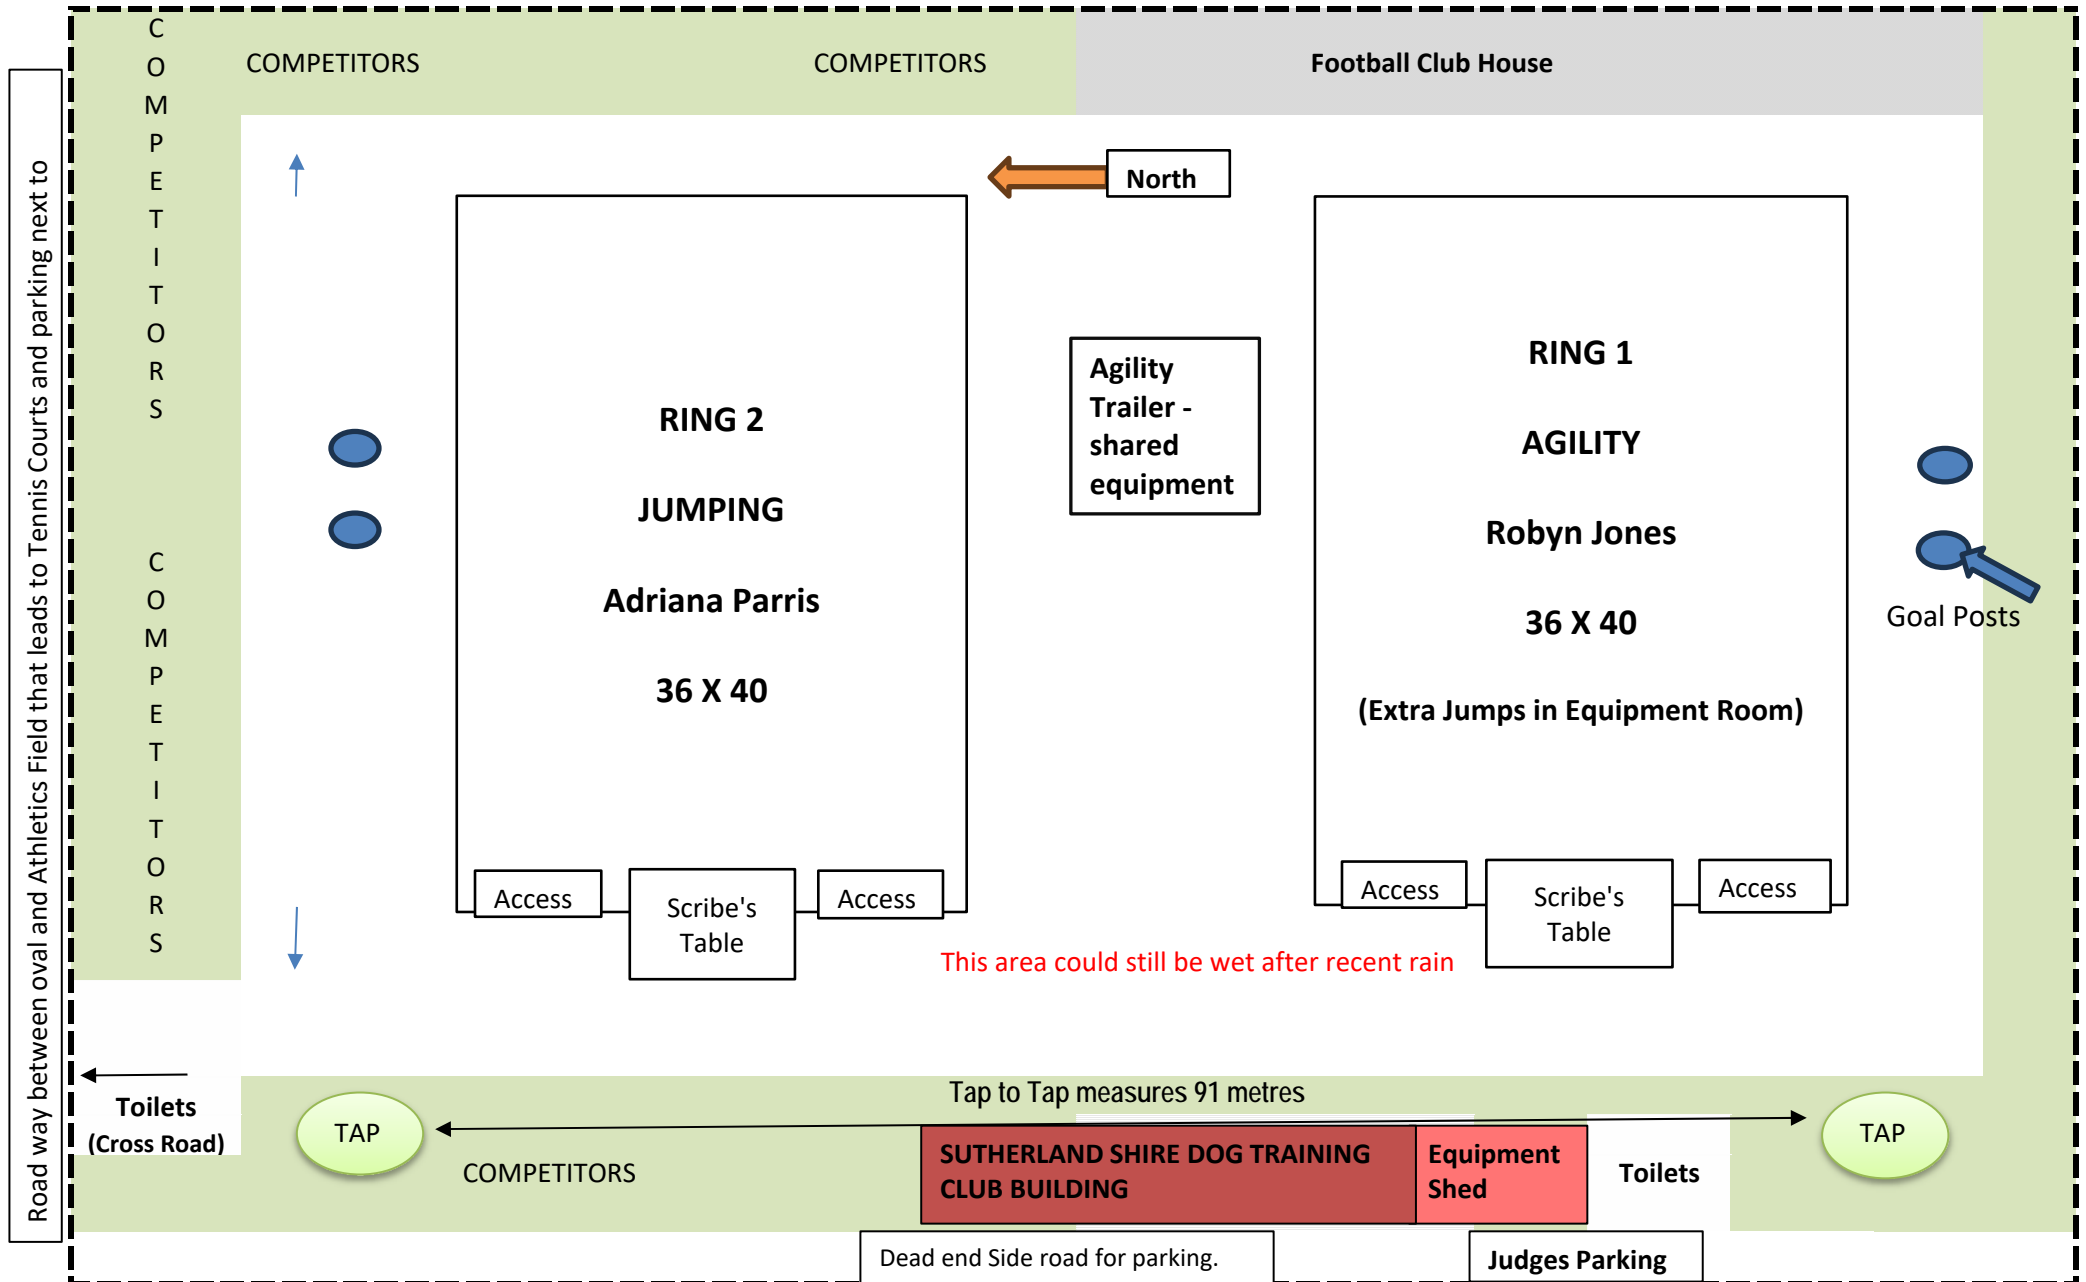 COMPETITORS
COMPETITORS
COMPETITORS
COMPETITORS
Football Club House
Road way between oval and Athletics Field that leads to Tennis Courts and parking next to
North
RING 2
JUMPING
Adriana Parris
36 X 40
Agility
Trailer -
shared
equipment
RING 1
AGILITY
Robyn Jones
36 X 40
(Extra Jumps in Equipment Room)
Goal Posts
Access
Scribe's
Table
Access
Access
Scribe's
Table
Access
This area could still be wet after recent rain
Toilets
(Cross Road)
Tap to Tap measures 91 metres
TAP
TAP
COMPETITORS
SUTHERLAND SHIRE DOG TRAINING
CLUB BUILDING
Equipment
Shed
Toilets
Dead end Side road for parking.
Judges Parking